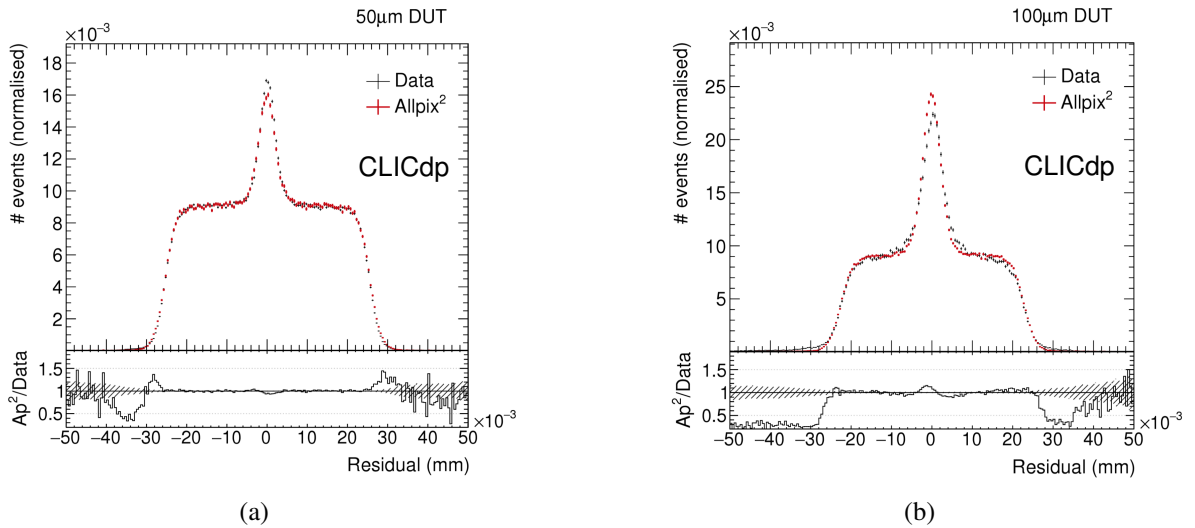 50μm DUT
×10⁻³
# events (normalised)
18
16
14
12
10
8
6
4
2
Data
Allpix²
CLICdp
Ap²/Data
1.5
1
0.5
−50 −40 −30 −20 −10 0 10 20 30 40 50
×10⁻³
Residual (mm)
(a)
100μm DUT
×10⁻³
# events (normalised)
25
20
15
10
5
Data
Allpix²
CLICdp
Ap²/Data
1.5
1
0.5
−50 −40 −30 −20 −10 0 10 20 30 40 50
×10⁻³
Residual (mm)
(b)